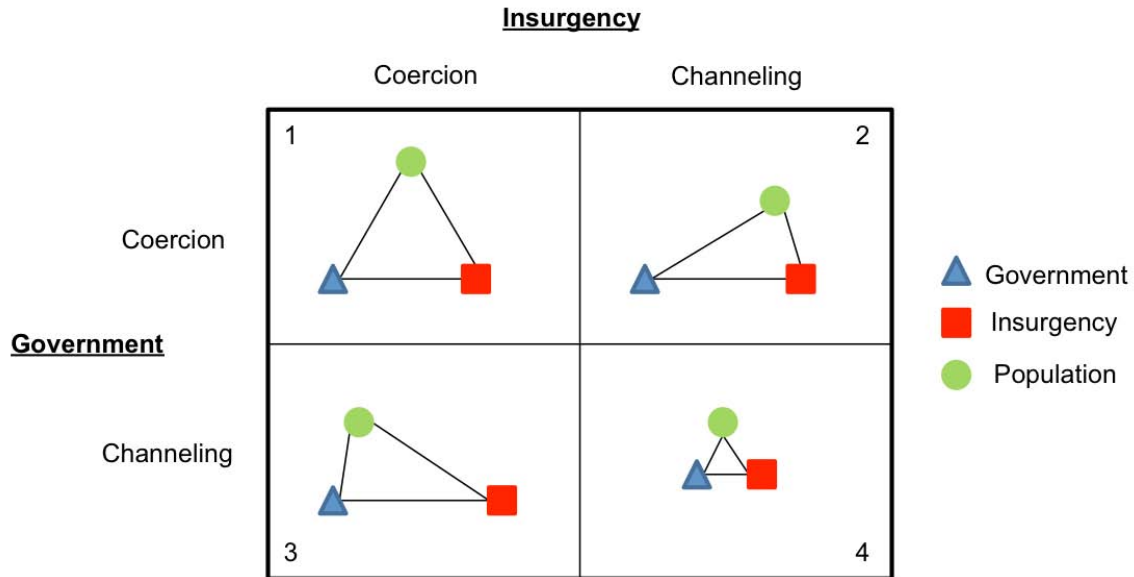 Insurgency
Coercion
Channeling
1
2
Coercion
Government
Insurgency
Government
Population
Channeling
3
4